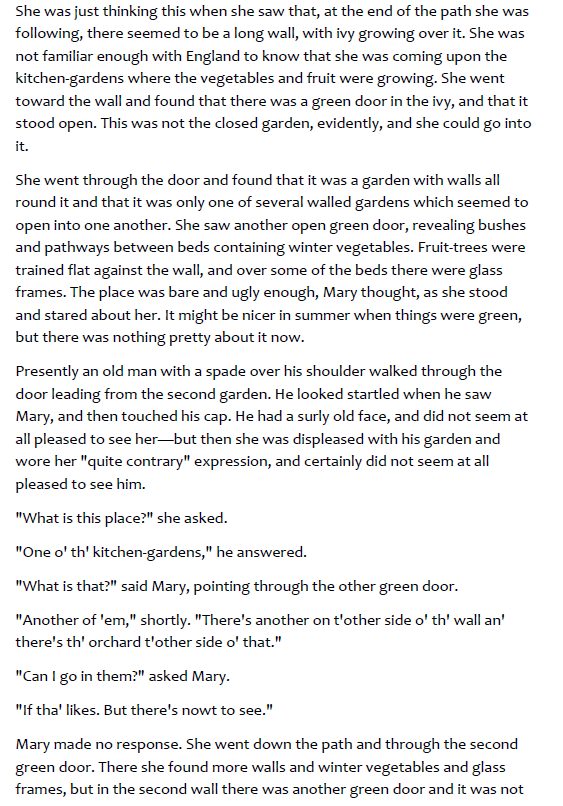 She was just thinking this when she saw that, at the end of the path she was
following, there seemed to be a long wall, with ivy growing over it. She was
not familiar enough with England to know that she was coming upon the
kitchen-gardens where the vegetables and fruit were growing. She went
toward the wall and found that there was a green door in the ivy, and that it
stood open. This was not the closed garden, evidently, and she could go into
it.
She went through the door and found that it was a garden with walls all
round it and that it was only one of several walled gardens which seemed to
open into one another. She saw another open green door, revealing bushes
and pathways between beds containing winter vegetables. Fruit-trees were
trained flat against the wall, and over some of the beds there were glass
frames. The place was bare and ugly enough, Mary thought, as she stood
and stared about her. It might be nicer in summer when things were green,
but there was nothing pretty about it now.
Presently an old man with a spade over his shoulder walked through the
door leading from the second garden. He looked startled when he saw
Mary, and then touched his cap. He had a surly old face, and did not seem at
all pleased to see her—but then she was displeased with his garden and
wore her "quite contrary" expression, and certainly did not seem at all
pleased to see him.
"What is this place?" she asked.
"One o' th' kitchen-gardens," he answered.
"What is that?" said Mary, pointing through the other green door.
"Another of 'em," shortly. "There's another on t'other side o' th' wall an'
there's th' orchard t'other side o' that."
"Can I go in them?" asked Mary.
"If tha' likes. But there's nowt to see."
Mary made no response. She went down the path and through the second
green door. There she found more walls and winter vegetables and glass
frames, but in the second wall there was another green door and it was not